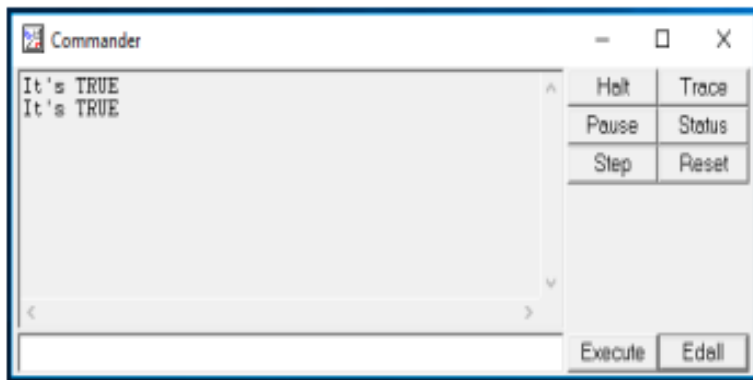 Commander
It's TRUE
It's TRUE
Halt Trace
Pause Status
Step Reset
Execute Edall